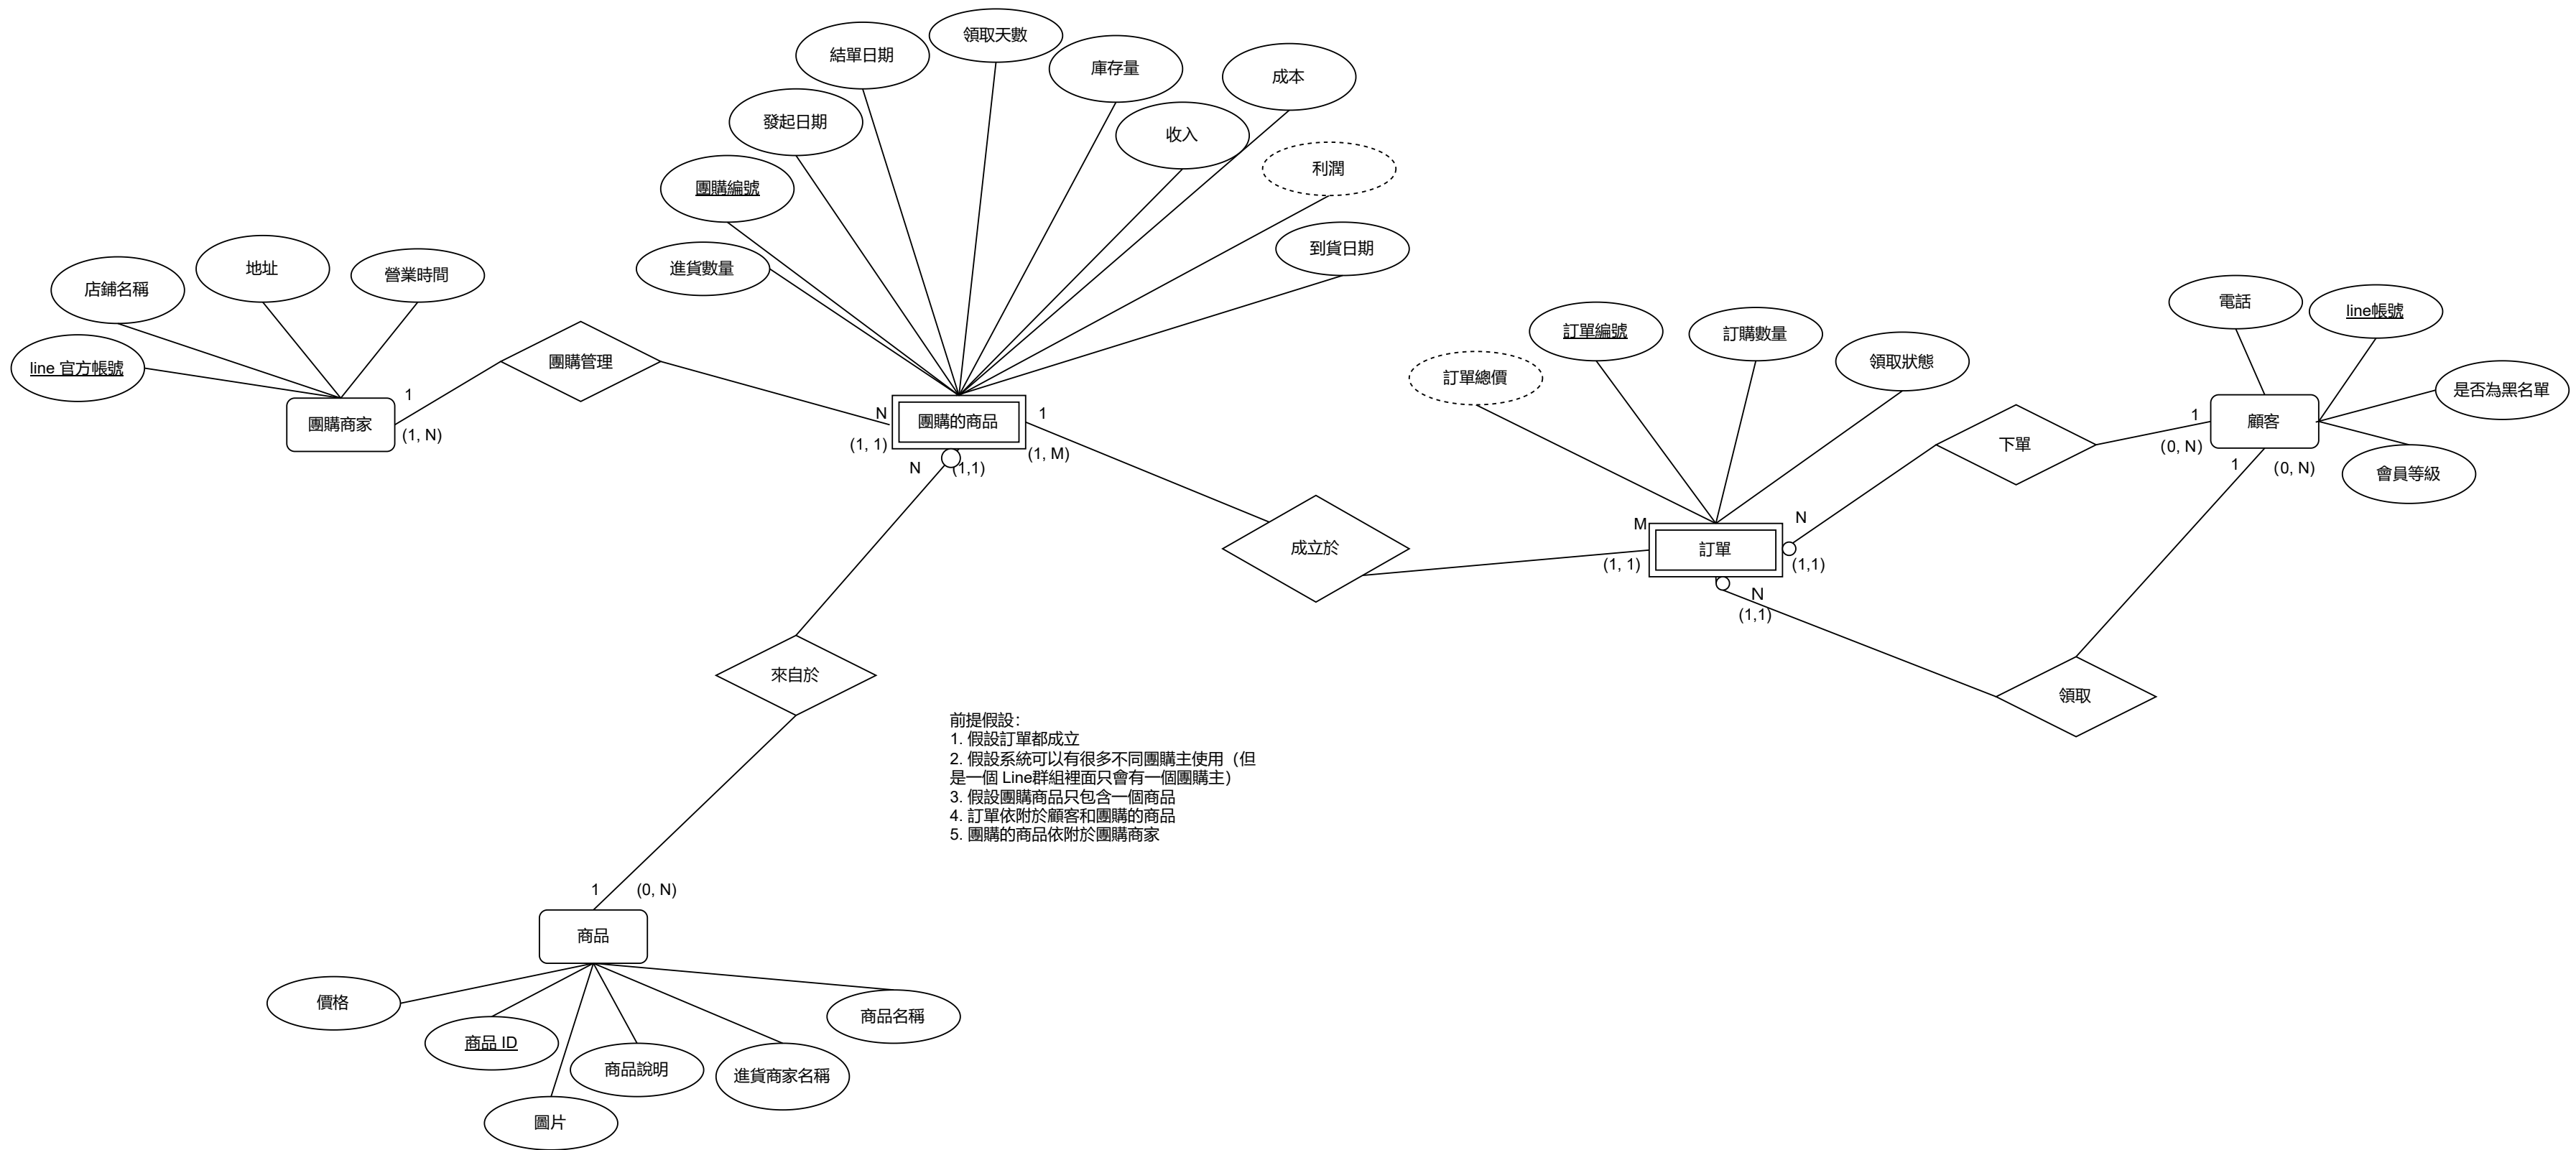 領取天數
結單日期
庫存量
成本
發起日期
收入
利潤
團購編號
到貨日期
進貨數量
地址
營業時間
店鋪名稱
line 官方帳號
團購管理
1
團購商家
(1, N)
N
(1, 1)
團購的商品
1
(1, M)
N
(1,1)
訂單編號
訂購數量
領取狀態
訂單總價
電話
line帳號
是否為黑名單
會員等級
顧客
1
(0, N)
1
(0, N)
下單
N
(1,1)
M
(1, 1)
訂單
N
(1,1)
成立於
領取
來自於
前提假設：
1. 假設訂單都成立
2. 假設系統可以有很多不同團購主使用（但
是一個 Line群組裡面只會有一個團購主）
3. 假設團購商品只包含一個商品
4. 訂單依附於顧客和團購的商品
5. 團購的商品依附於團購商家
1
(0, N)
商品
價格
商品 ID
圖片
商品說明
進貨商家名稱
商品名稱